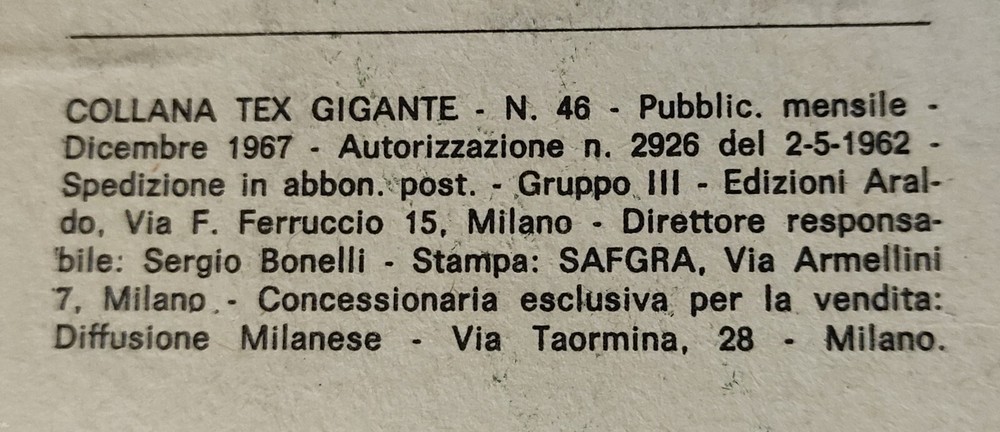 COLLANA TEX GIGANTE - N. 46 - Pubblic. mensile -
Dicembre 1967 - Autorizzazione n. 2926 del 2-5-1962 -
Spedizione in abbon. post. - Gruppo III - Edizioni Aral-
do, Via F. Ferruccio 15, Milano - Direttore responsa-
bile: Sergio Bonelli - Stampa: SAFGRA, Via Armellini
7, Milano - Concessionaria esclusiva per la vendita:
Diffusione Milanese - Via Taormina, 28 - Milano.